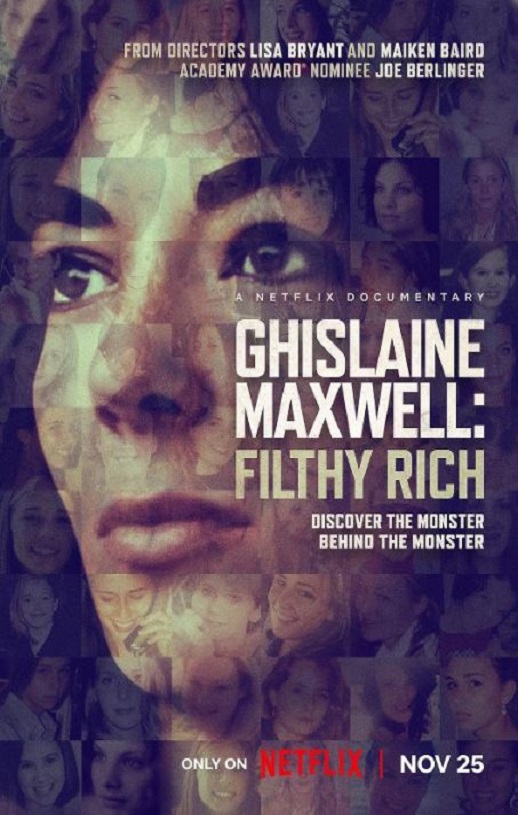 FROM DIRECTORS LISA BRYANT AND MAIKEN BAIRD
ACADEMY AWARD® NOMINEE JOE BERLINGER
A NETFLIX DOCUMENTARY
GHISLAINE
MAXWELL:
FILTHY RICH
DISCOVER THE MONSTER
BEHIND THE MONSTER
ONLY ON NETFLIX | NOV 25